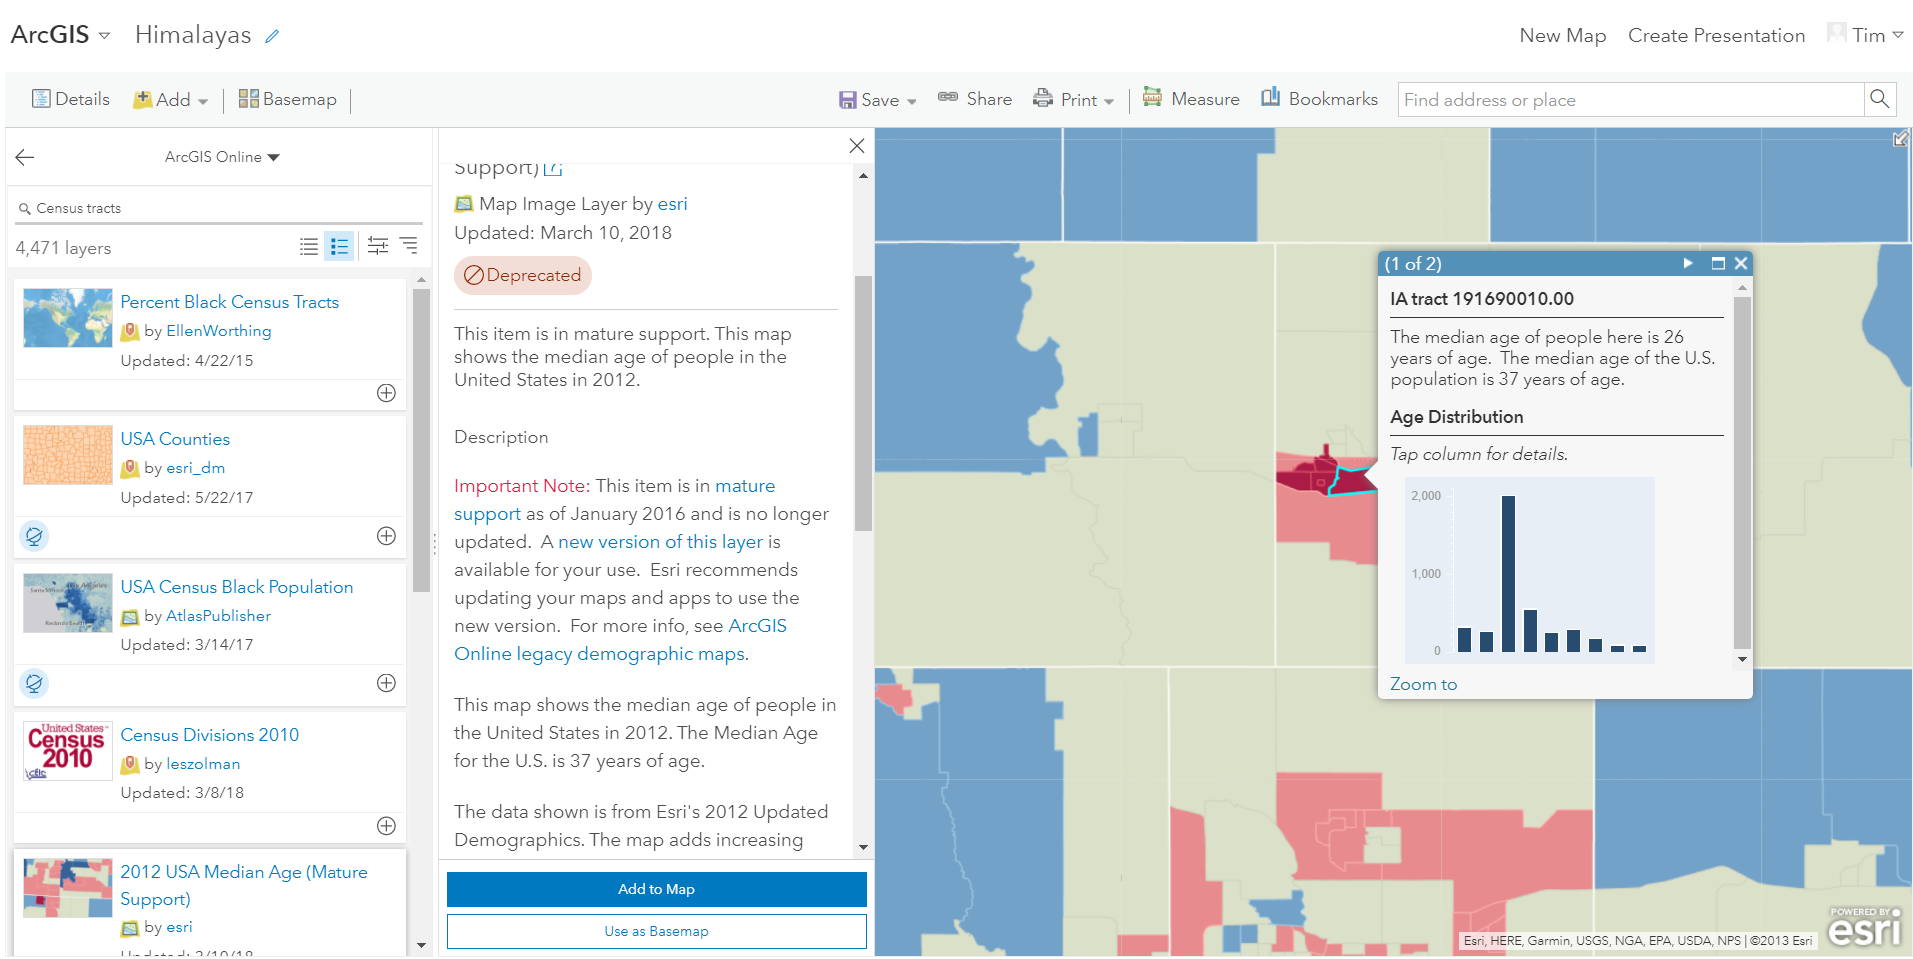 ArcGIS
Himalayas
New Map
Create Presentation
Tim
Details
Add
Basemap
Save
Share
Print
Measure
Bookmarks
Find address or place
ArcGIS Online
Census tracts
4,471 layers
Percent Black Census Tracts
by EllenWorthing
Updated: 4/22/15
USA Counties
by esri_dm
Updated: 5/22/17
USA Census Black Population
by AtlasPublisher
Updated: 3/14/17
United States
Census
2010
Census Divisions 2010
by leszolman
Updated: 3/8/18
2012 USA Median Age (Mature
Support)
by esri
Updated: 3/10/18
Support)
Map Image Layer by esri
Updated: March 10, 2018
Deprecated
This item is in mature support. This map
shows the median age of people in the
United States in 2012.
Description
Important Note: This item is in mature
support as of January 2016 and is no longer
updated.  A new version of this layer is
available for your use.  Esri recommends
updating your maps and apps to use the
new version.  For more info, see ArcGIS
Online legacy demographic maps.
This map shows the median age of people in
the United States in 2012. The Median Age
for the U.S. is 37 years of age.
The data shown is from Esri's 2012 Updated
Demographics. The map adds increasing
Add to Map
Use as Basemap
(1 of 2)
IA tract 191690010.00
The median age of people here is 26
years of age.  The median age of the U.S.
population is 37 years of age.
Age Distribution
Tap column for details.
2,000
1,000
0
Zoom to
POWERED BY
esri
Esri, HERE, Garmin, USGS, NGA, EPA, USDA, NPS | ©2013 Esri